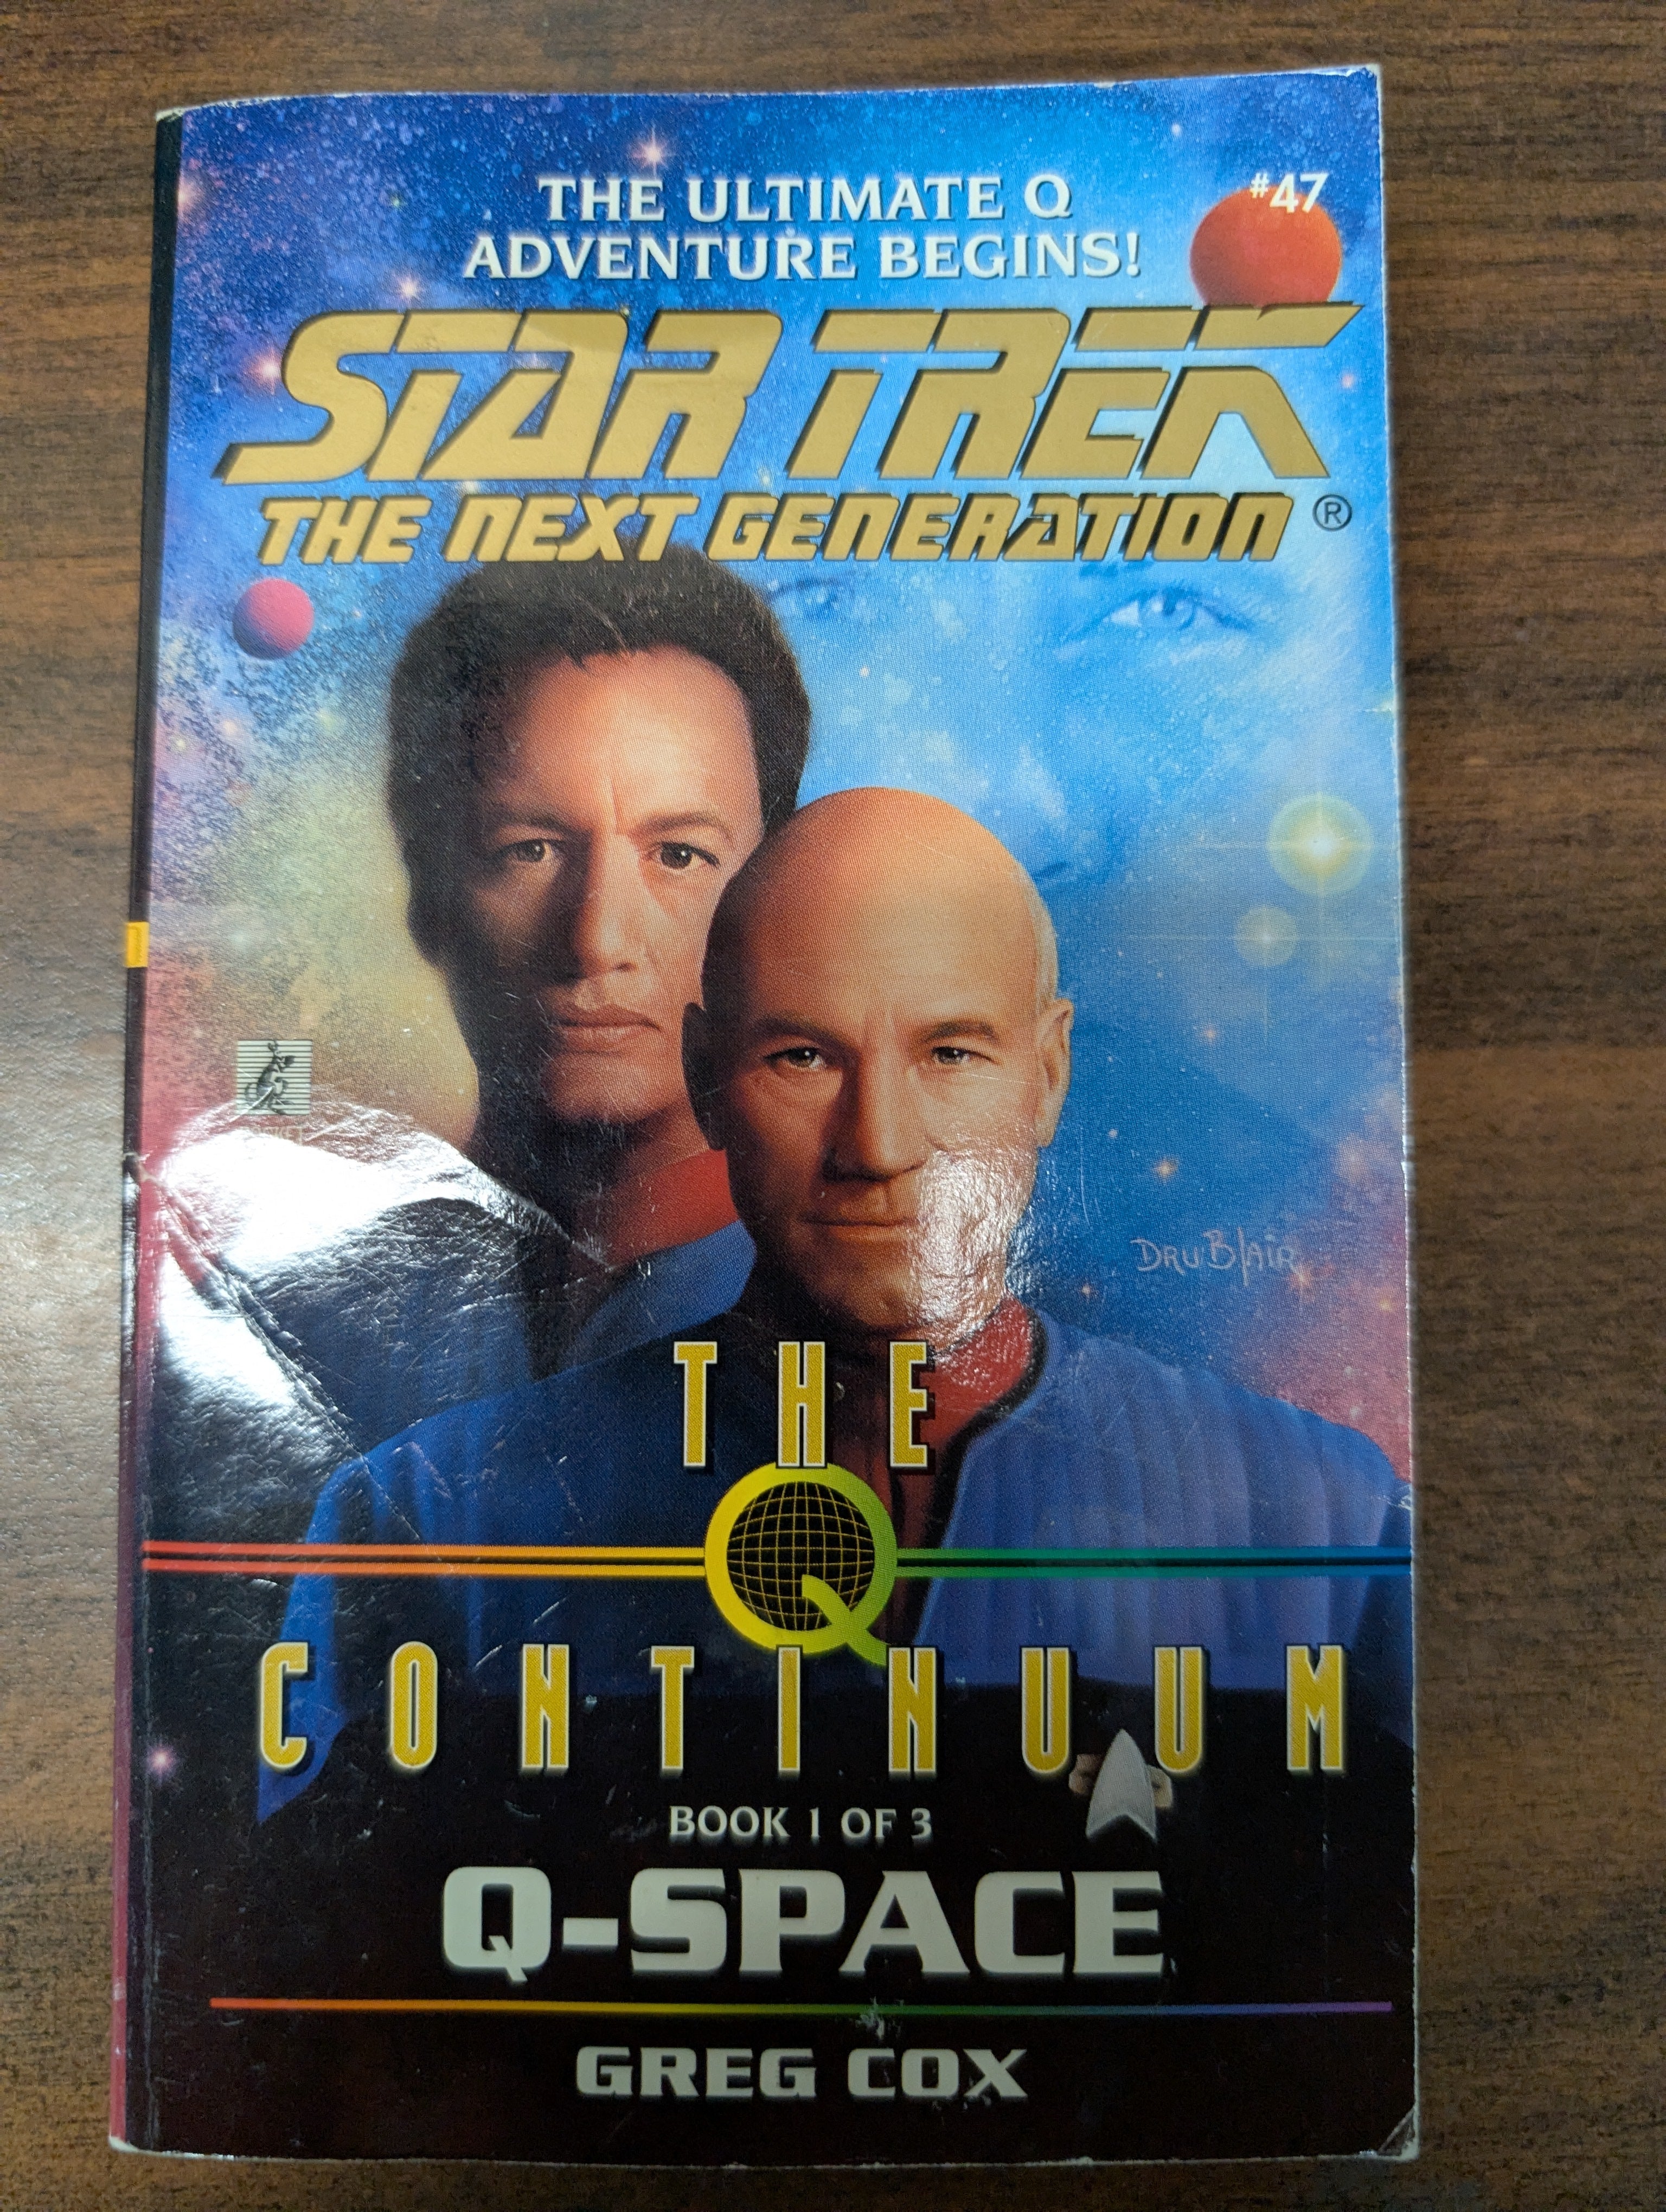 THE ULTIMATE Q
ADVENTURE BEGINS!
#47
STAR TREK
THE NEXT GENERATION®
DRU BLAIR
THE
Q
CONTINUUM
BOOK 1 OF 3
Q-SPACE
GREG COX